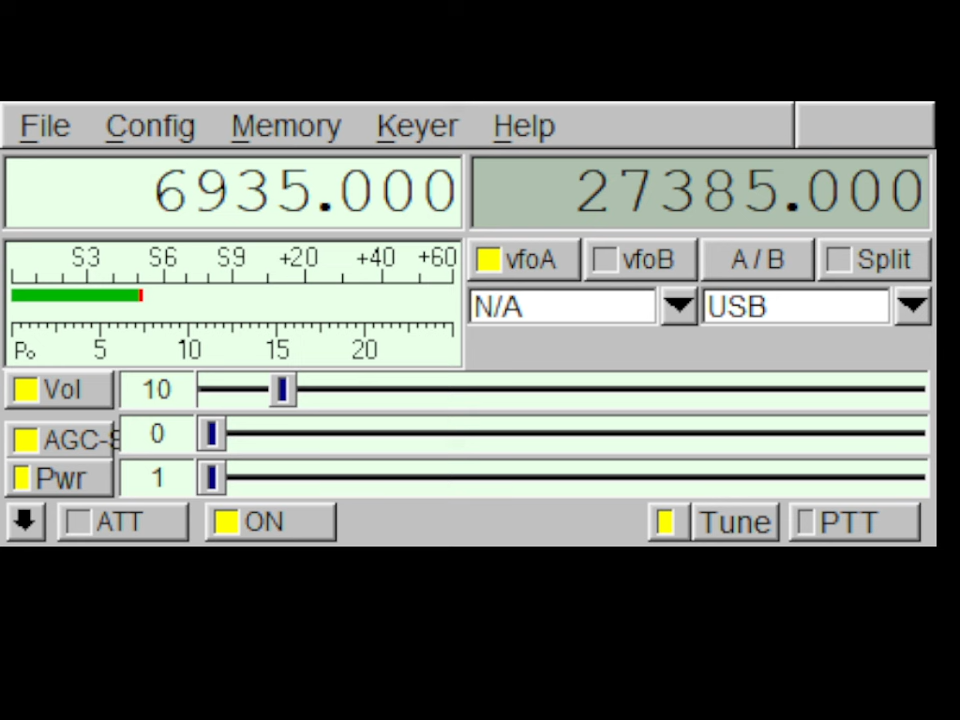 File Config Memory Keyer Help
6935.000 27385.000
S3 S6 S9 +20 +40 +60
vfoA vfoB A / B Split
N/A USB
Po 5 10 15 20
Vol 10
AGC-S 0
Pwr 1
ATT ON Tune PTT